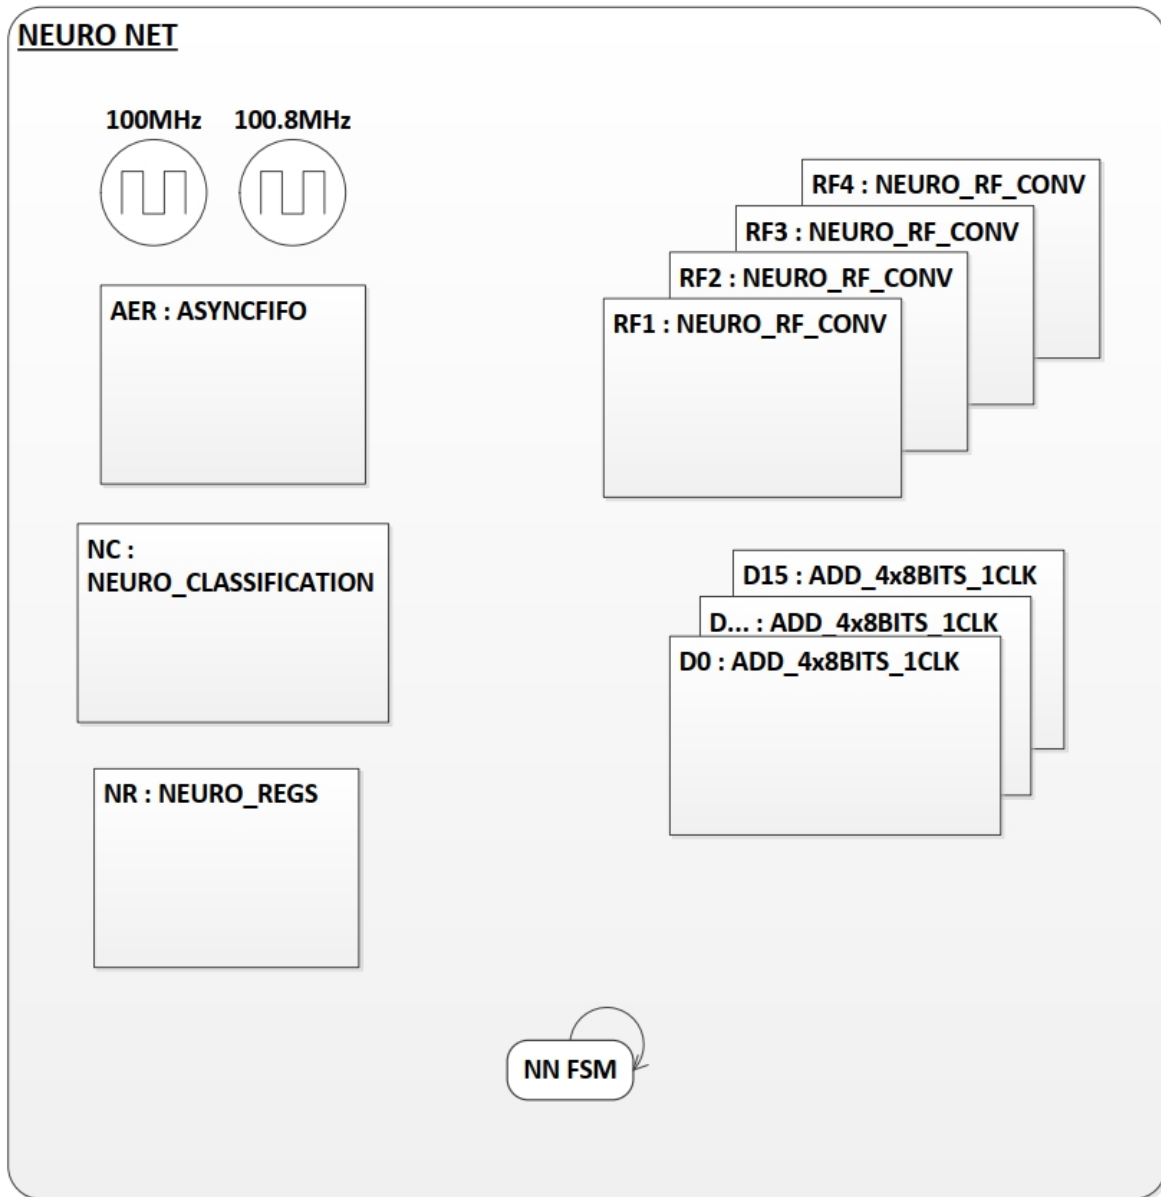 NEURO NET
100MHz 100.8MHz
AER : ASYNCFIFO
NC :
NEURO_CLASSIFICATION
NR : NEURO_REGS
RF4 : NEURO_RF_CONV
RF3 : NEURO_RF_CONV
RF2 : NEURO_RF_CONV
RF1 : NEURO_RF_CONV
D15 : ADD_4x8BITS_1CLK
D... : ADD_4x8BITS_1CLK
D0 : ADD_4x8BITS_1CLK
NN FSM